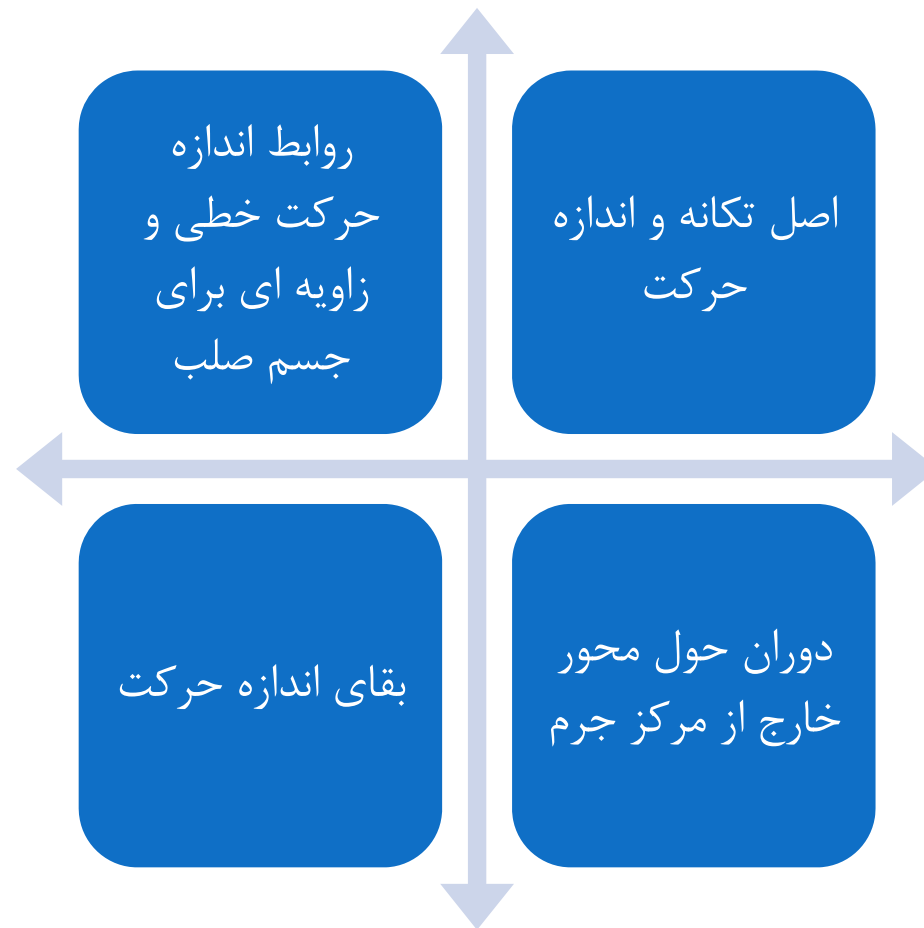 اصل تکانه و اندازه
حرکت
روابط اندازه
حرکت خطی و
زاویه ای برای
جسم صلب
دوران حول محور
خارج از مرکز جرم
بقای اندازه حرکت